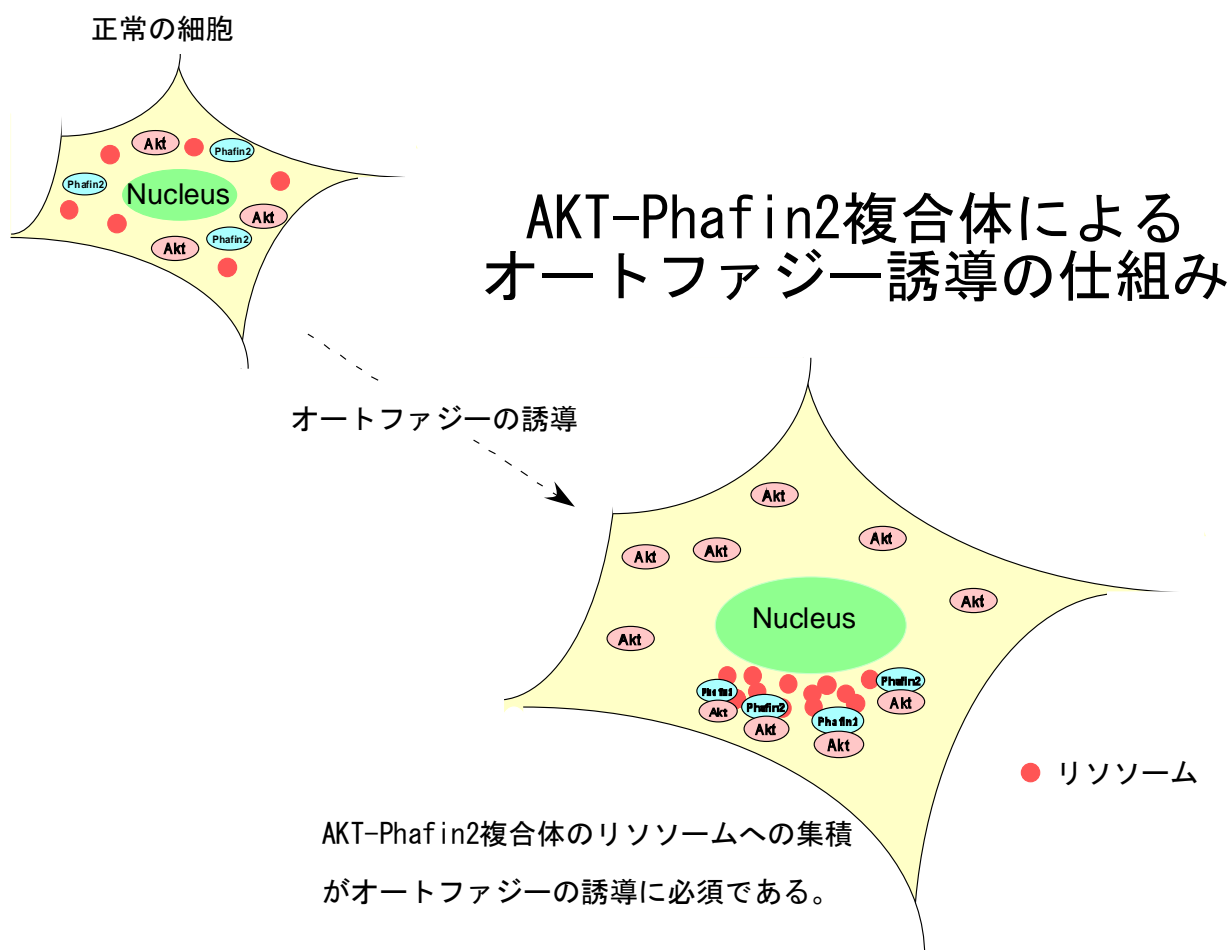 正常の細胞
Akt
Phafin2
Phafin2
Nucleus
Akt
Phafin2
Akt
AKT-Phafin2複合体による
オートファジー誘導の仕組み
オートファジーの誘導
Akt
Akt
Akt
Akt
Akt
Nucleus
Akt
Phafin2
Phafin2
Akt
Akt
Phafin2
Phafin2
Akt
Akt
リソソーム
AKT-Phafin2複合体のリソソームへの集積
がオートファジーの誘導に必須である。